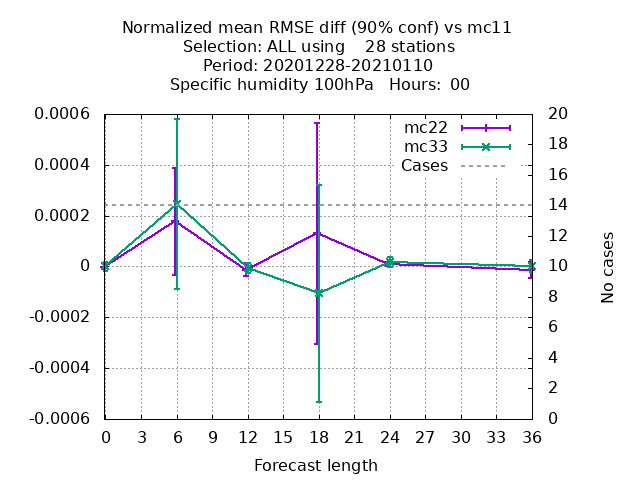 Normalized mean RMSE diff (90% conf) vs mc11
Selection: ALL using    28 stations
Period: 20201228-20210110
Specific humidity 100hPa   Hours:  00
mc22
mc33
Cases
0.0006
0.0004
0.0002
0
-0.0002
-0.0004
-0.0006
20
18
16
14
12
10
8
6
4
2
0
No cases
0 3 6 9 12 15 18 21 24 27 30 33 36
Forecast length